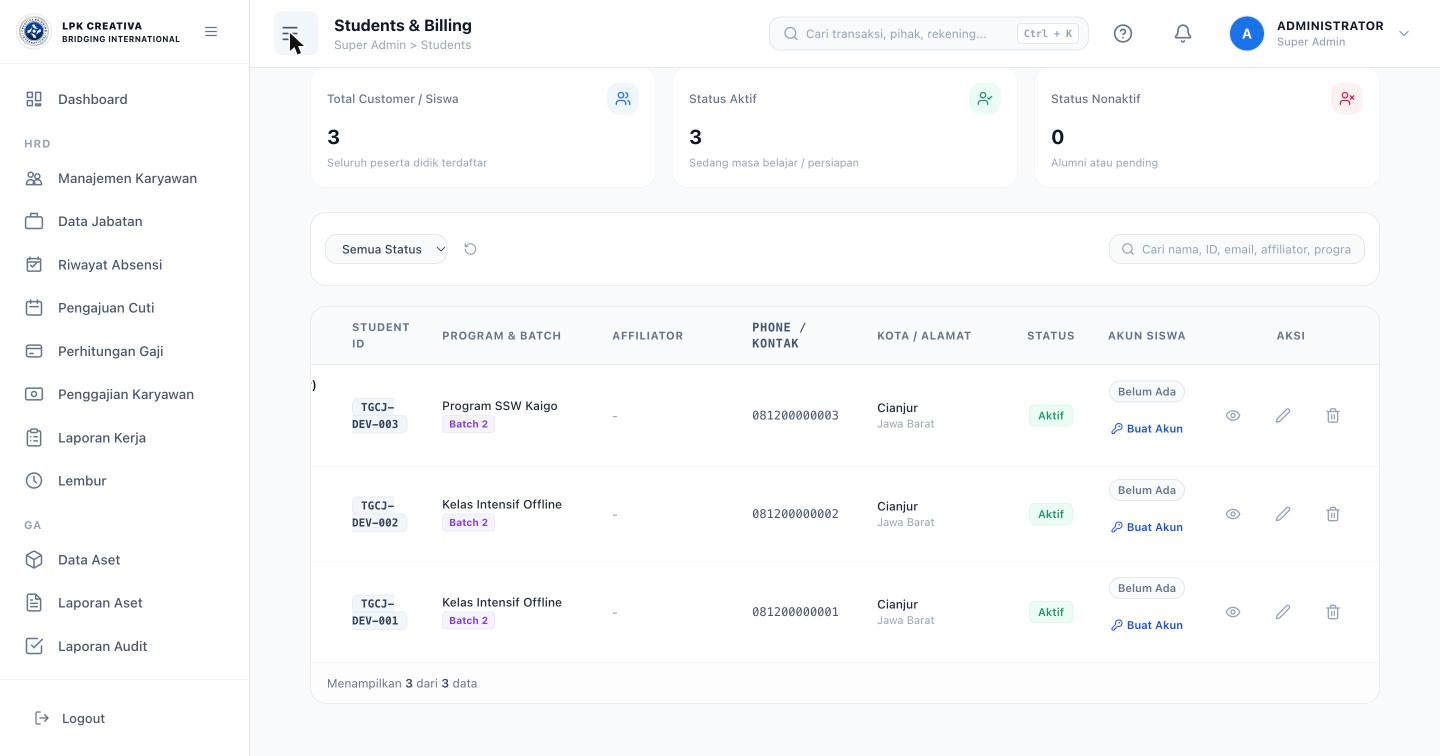 LPK CREATIVA
BRIDGING INTERNATIONAL
Students & Billing
Super Admin > Students
Cari transaksi, pihak, rekening...
Ctrl + K
A
ADMINISTRATOR
Super Admin
Dashboard
HRD
Manajemen Karyawan
Data Jabatan
Riwayat Absensi
Pengajuan Cuti
Perhitungan Gaji
Penggajian Karyawan
Laporan Kerja
Lembur
GA
Data Aset
Laporan Aset
Laporan Audit
Logout
Total Customer / Siswa
3
Seluruh peserta didik terdaftar
Status Aktif
3
Sedang masa belajar / persiapan
Status Nonaktif
0
Alumni atau pending
Semua Status
Cari nama, ID, email, affiliator, progra
STUDENT
ID
PROGRAM & BATCH
AFFILIATOR
PHONE /
KONTAK
KOTA / ALAMAT
STATUS
AKUN SISWA
AKSI
)
TGCJ-
DEV-003
Program SSW Kaigo
Batch 2
-
081200000003
Cianjur
Jawa Barat
Aktif
Belum Ada
Buat Akun
TGCJ-
DEV-002
Kelas Intensif Offline
Batch 2
-
081200000002
Cianjur
Jawa Barat
Aktif
Belum Ada
Buat Akun
TGCJ-
DEV-001
Kelas Intensif Offline
Batch 2
-
081200000001
Cianjur
Jawa Barat
Aktif
Belum Ada
Buat Akun
Menampilkan 3 dari 3 data